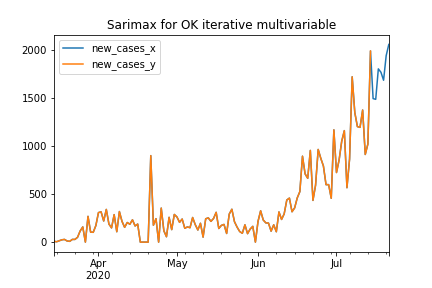 Sarimax for OK iterative multivariable
new_cases_x
new_cases_y
2000
1500
1000
500
0
Apr
2020
May
Jun
Jul